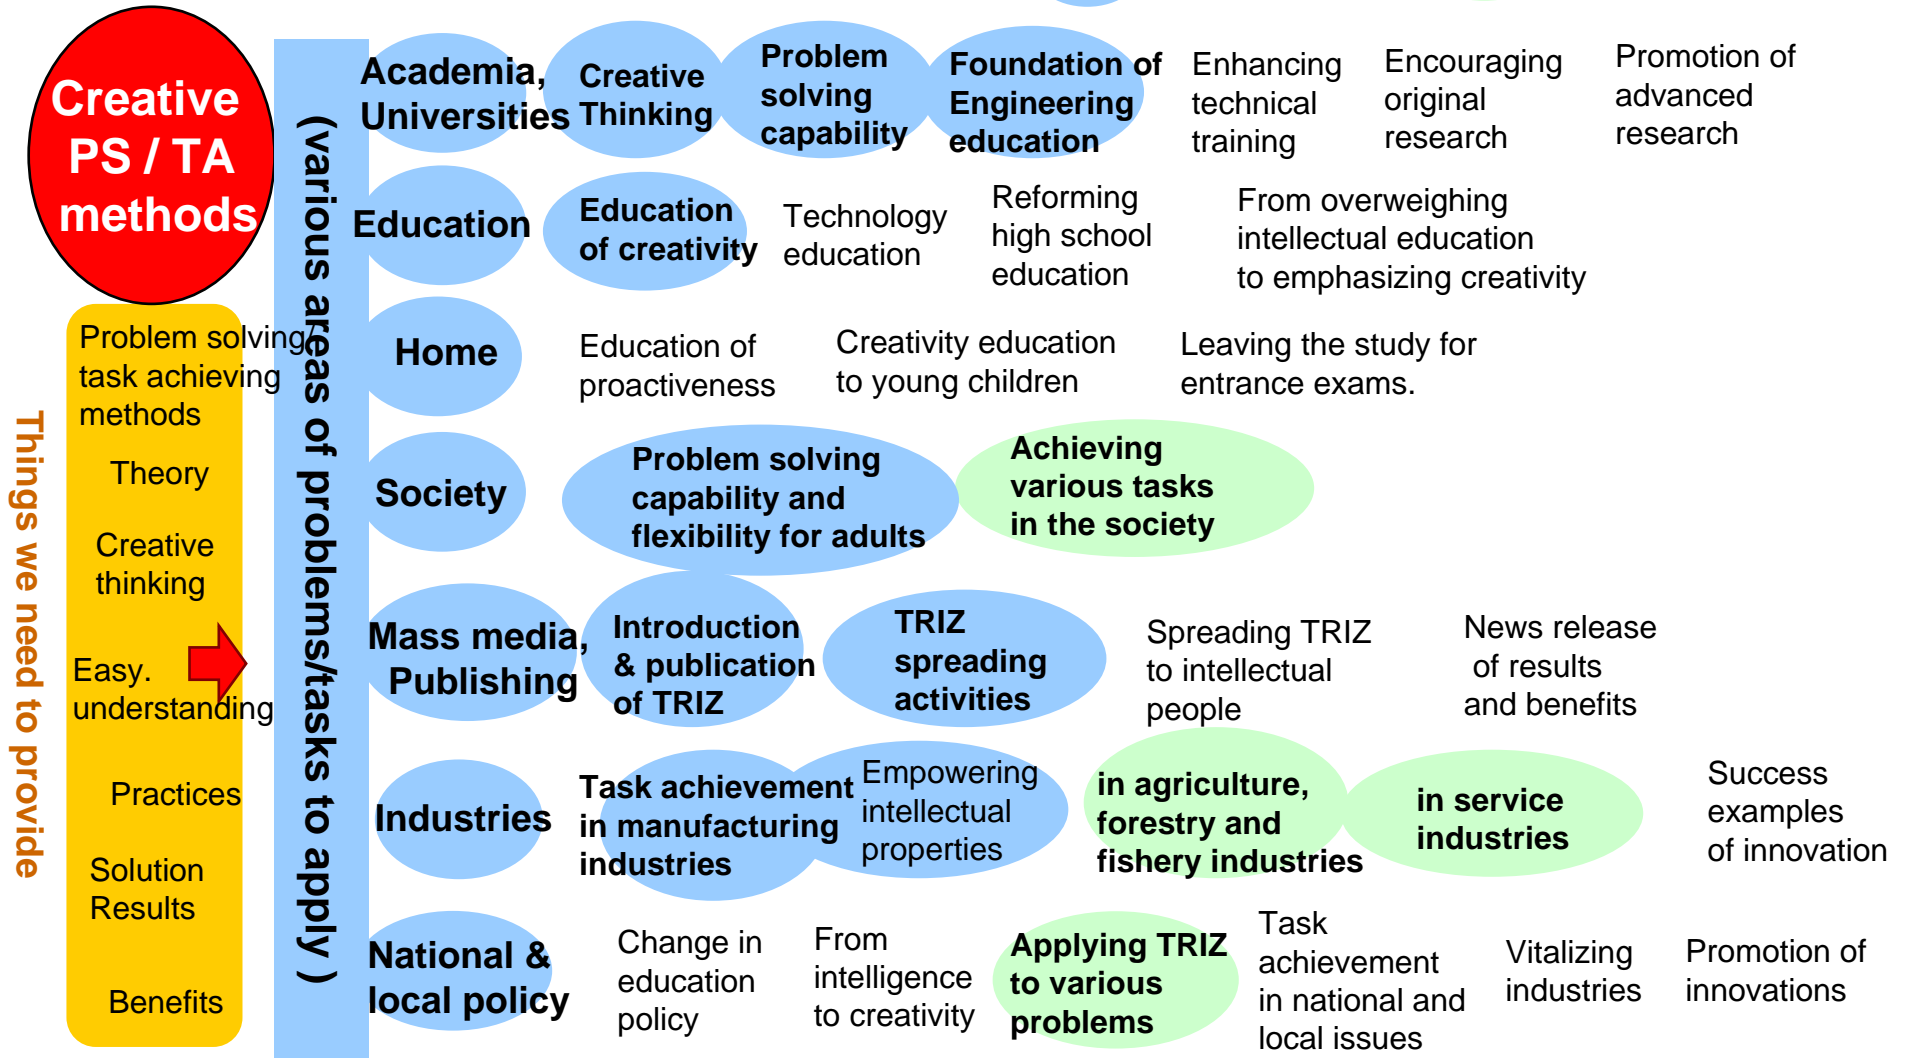 Creative
PS / TA
methods
Things we need to provide
Problem solving/
task achieving
methods
Theory
Creative
thinking
Easy.
understanding
Practices
Solution
Results
Benefits
(various areas of problems/tasks to apply )
Academia,
Universities
Creative
Thinking
Problem
solving
capability
Foundation of
Engineering
education
Enhancing
technical
training
Encouraging
original
research
Promotion of
advanced
research
Education
Education
of creativity
Technology
education
Reforming
high school
education
From overweighing
intellectual education
to emphasizing creativity
Home
Education of
proactiveness
Creativity education
to young children
Leaving the study for
entrance exams.
Society
Problem solving
capability and
flexibility for adults
Achieving
various tasks
in the society
Mass media,
Publishing
Introduction
& publication
of TRIZ
TRIZ
spreading
activities
Spreading TRIZ
to intellectual
people
News release
of results
and benefits
Industries
Task achievement
in manufacturing
industries
Empowering
intellectual
properties
in agriculture,
forestry and
fishery industries
in service
industries
Success
examples
of innovation
National &
local policy
Change in
education
policy
From
intelligence
to creativity
Applying TRIZ
to various
problems
Task
achievement
in national and
local issues
Vitalizing
industries
Promotion of
innovations